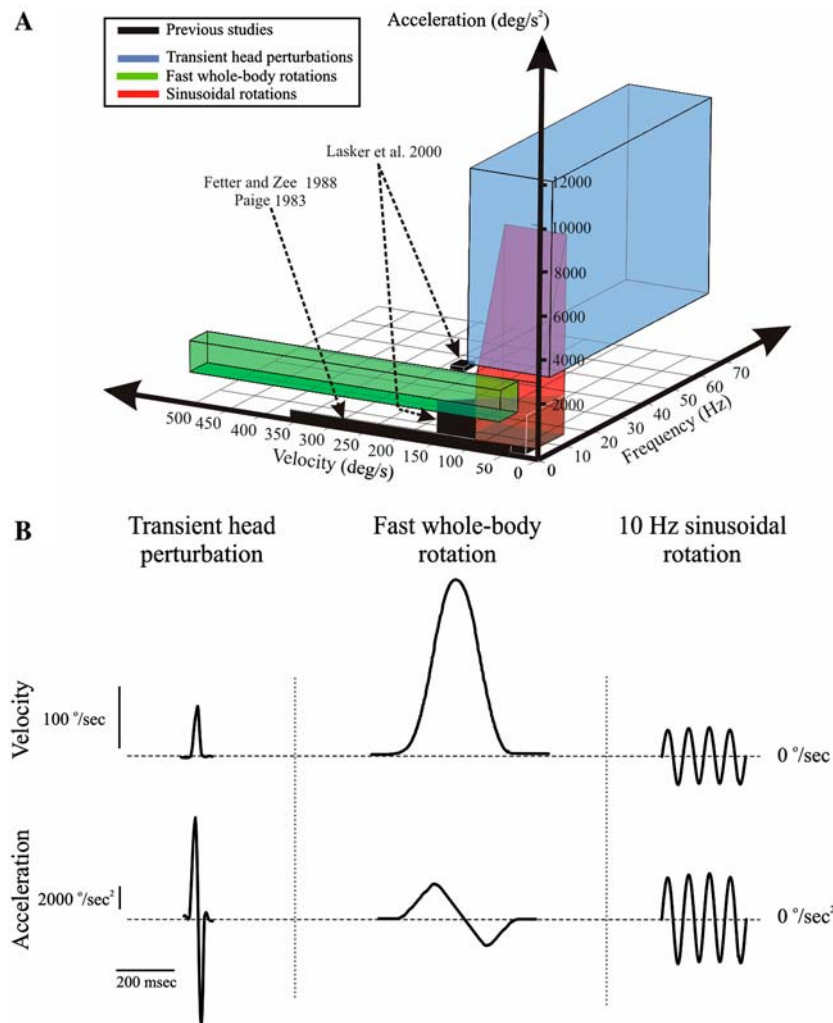 A
Acceleration (deg/s²)
Previous studies
Transient head perturbations
Fast whole-body rotations
Sinusoidal rotations
Lasker et al. 2000
Fetter and Zee 1988
Paige 1983
12000
10000
8000
6000
4000
2000
500
450
400
350
300
250
200
150
100
50
0
Velocity (deg/s)
0
10
20
30
40
50
60
70
Frequency (Hz)
B
Transient head
perturbation
Fast whole-body
rotation
10 Hz sinusoidal
rotation
Velocity
100 °/sec
0 °/sec
Acceleration
2000 °/sec²
0 °/sec²
200 msec